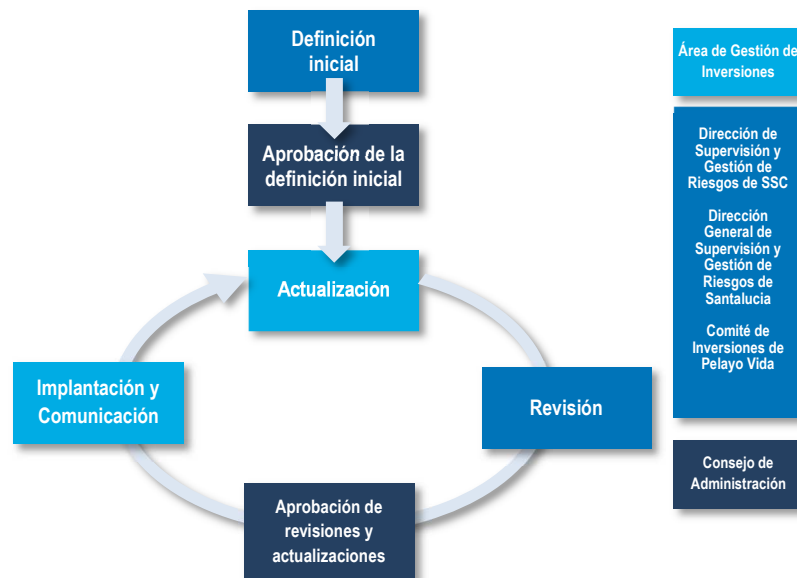 Definición
inicial
Aprobación de la
definición inicial
Actualización
Implantación y
Comunicación
Revisión
Aprobación de
revisiones y
actualizaciones
Área de Gestión de
Inversiones
Dirección de
Supervisión y
Gestión de
Riesgos de SSC
Dirección
General de
Supervisión y
Gestión de
Riesgos de
Santalucia
Comité de
Inversiones de
Pelayo Vida
Consejo de
Administración